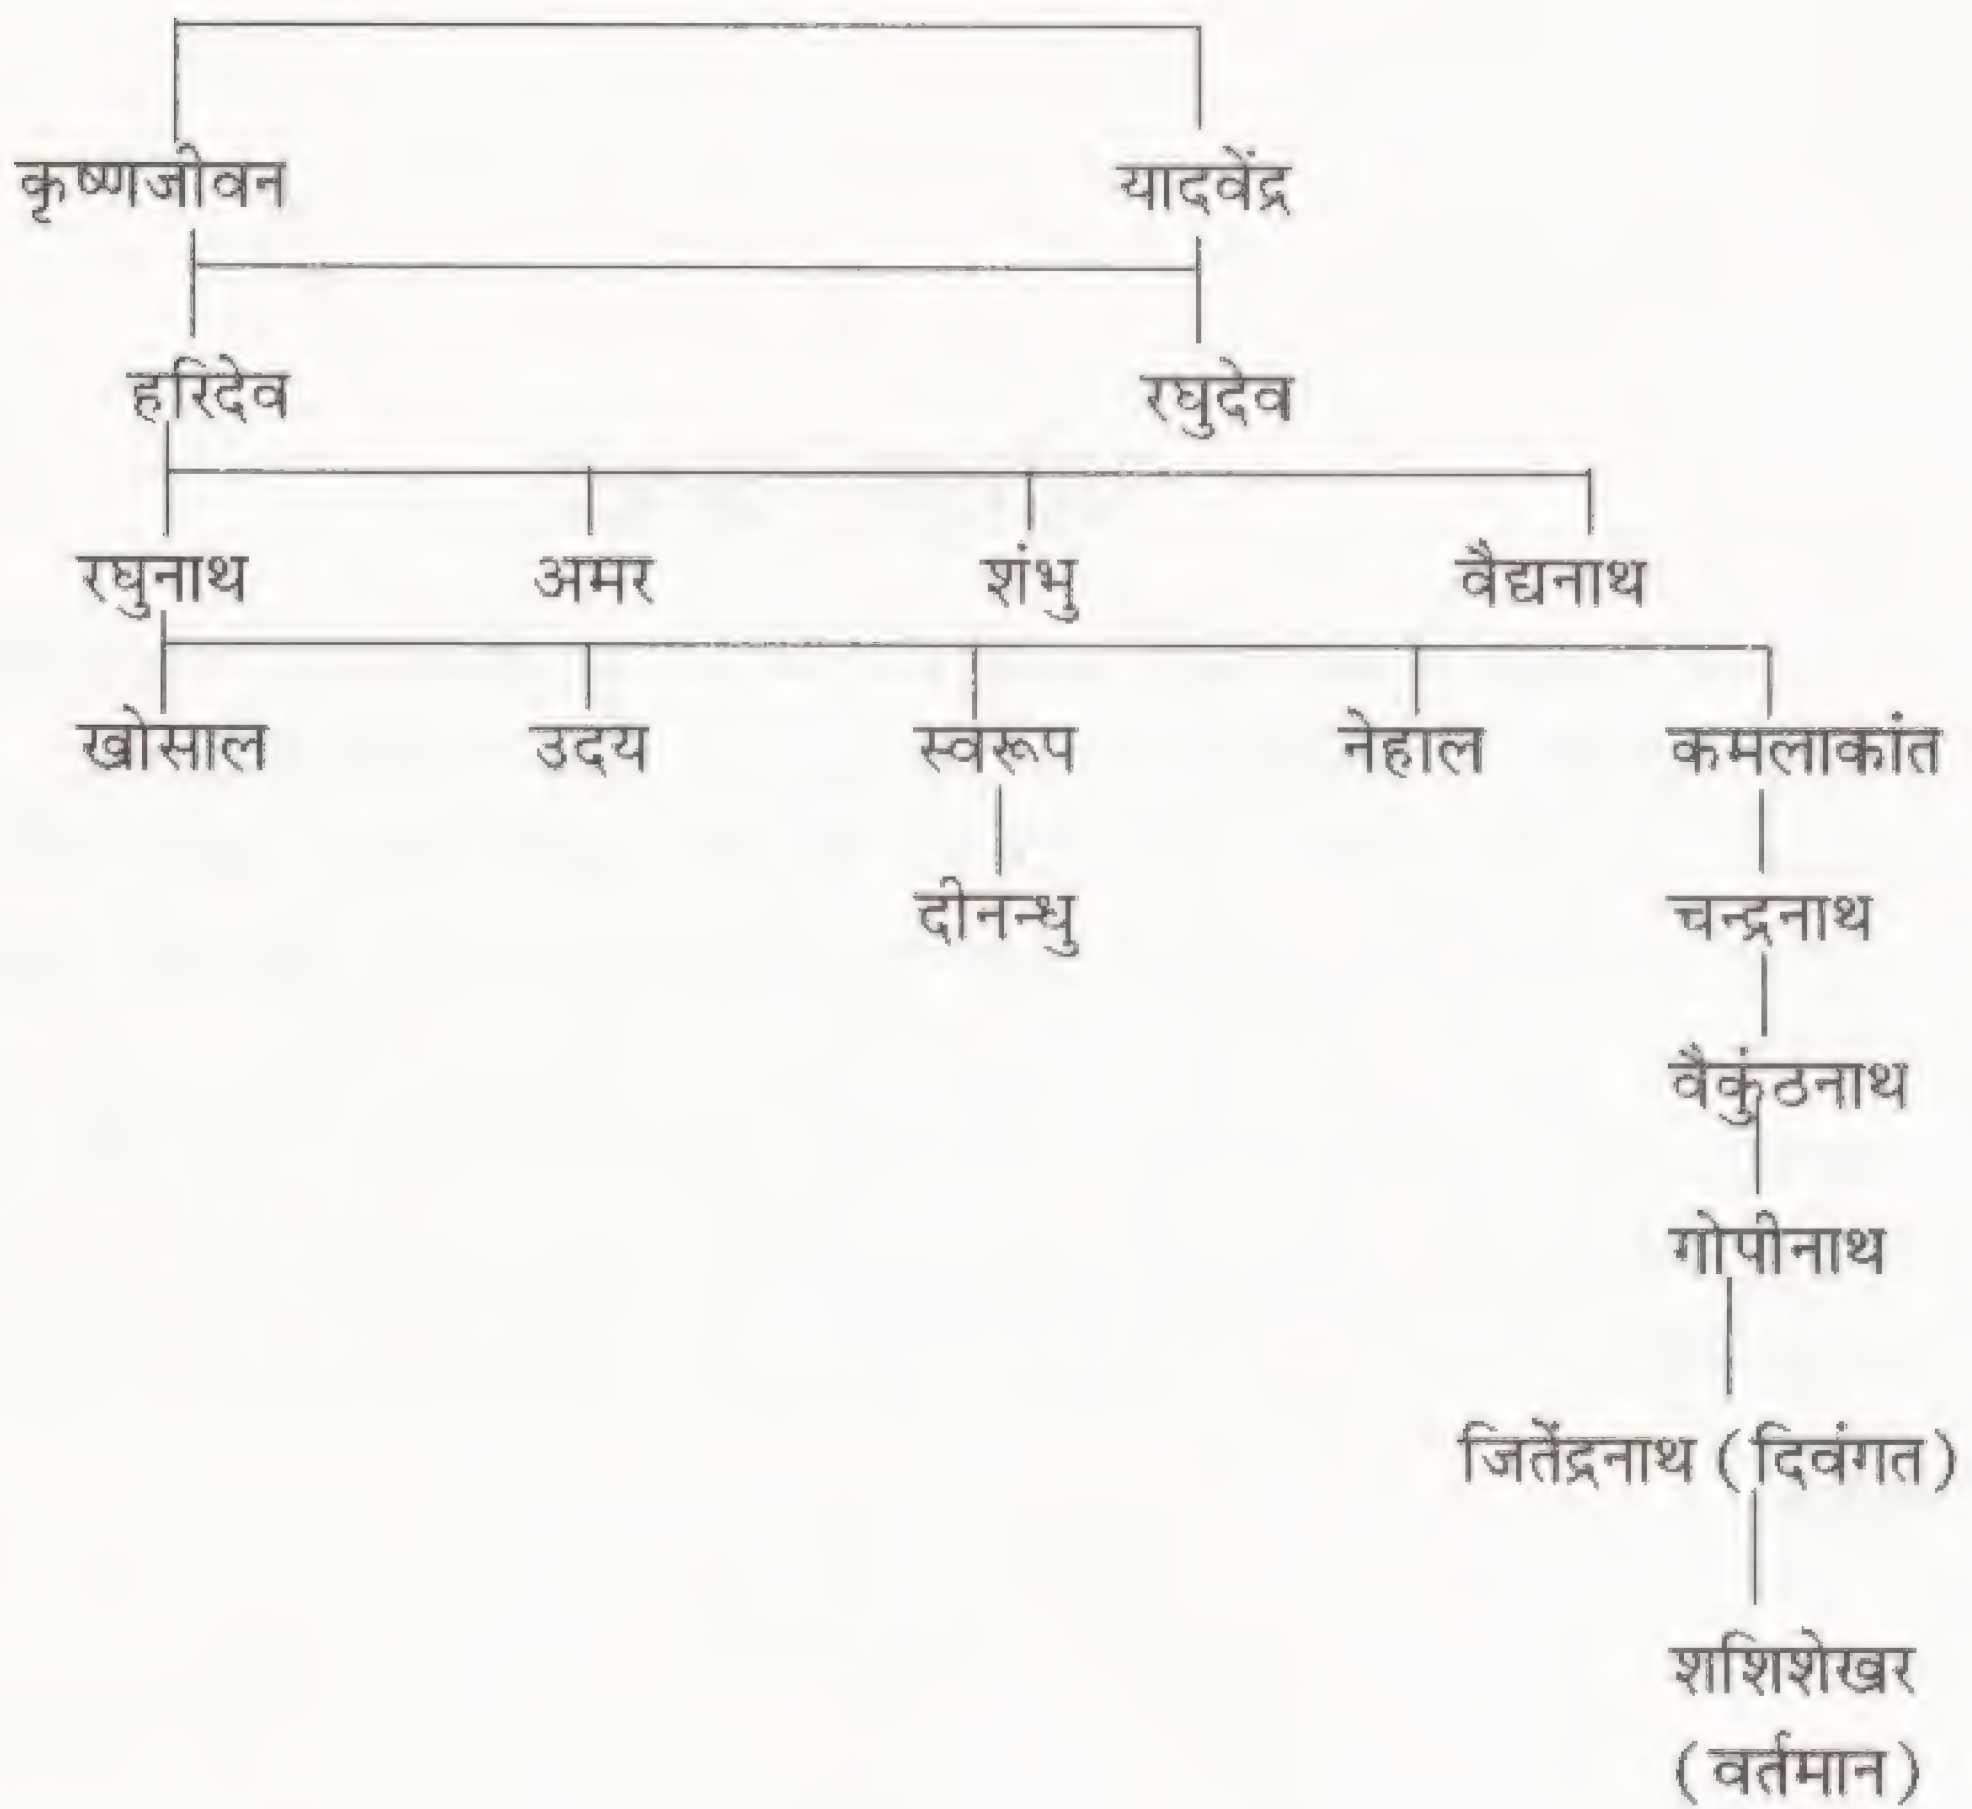 कृष्णजीवन यादवेंद्र
हरिदेव रघुदेव
रघुनाथ अमर शंभु वैद्यनाथ
खोसाल उदय स्वरूप नेहाल कमलाकांत
दीनन्धु चन्द्रनाथ
वैकुंठनाथ
गोपीनाथ
जितेंद्रनाथ (दिवंगत)
शशिशेखर
(वर्तमान)